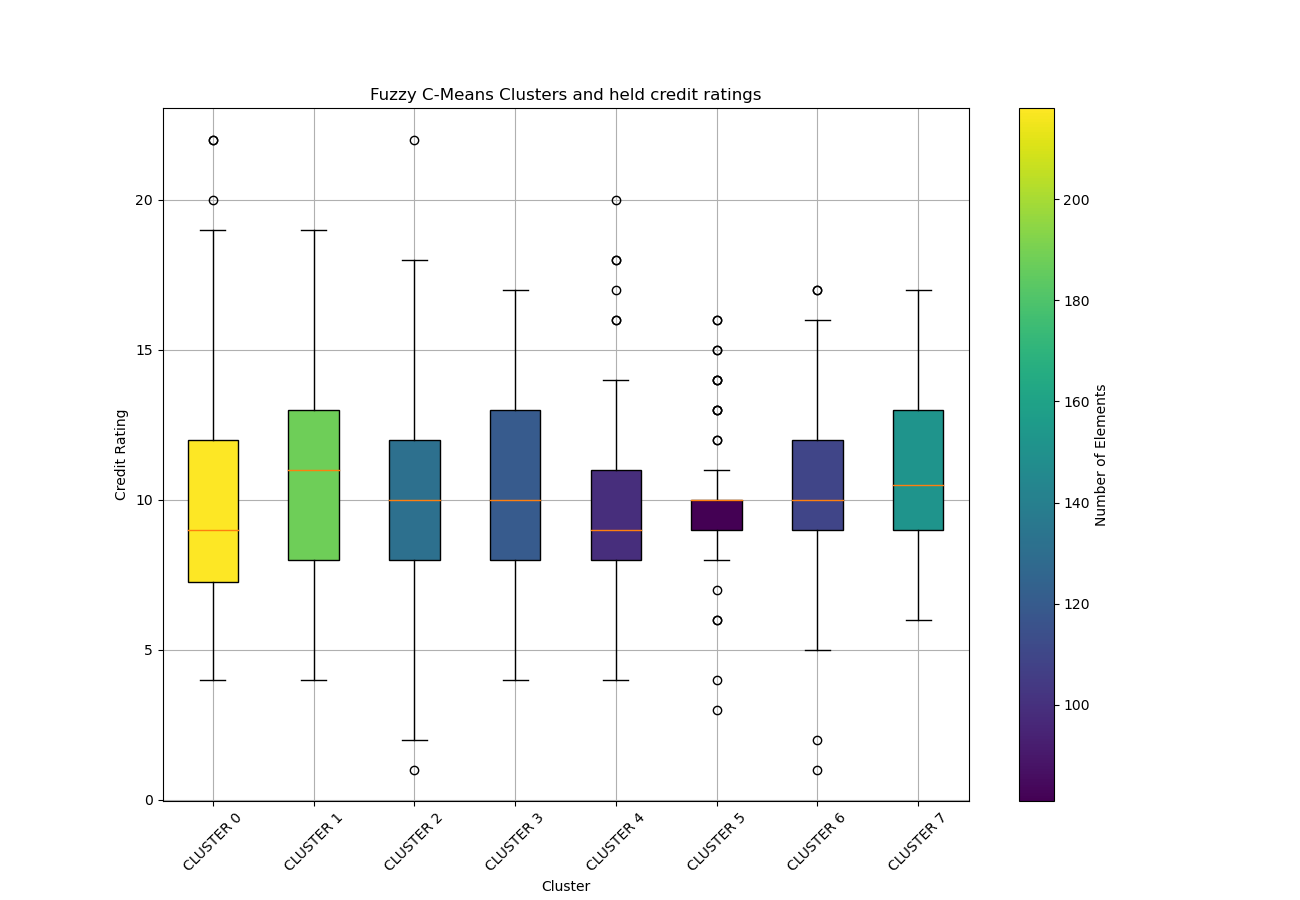 Fuzzy C-Means Clusters and held credit ratings
20
15
10
5
0
Credit Rating
CLUSTER 0
CLUSTER 1
CLUSTER 2
CLUSTER 3
CLUSTER 4
CLUSTER 5
CLUSTER 6
CLUSTER 7
Cluster
200
180
160
140
120
100
Number of Elements